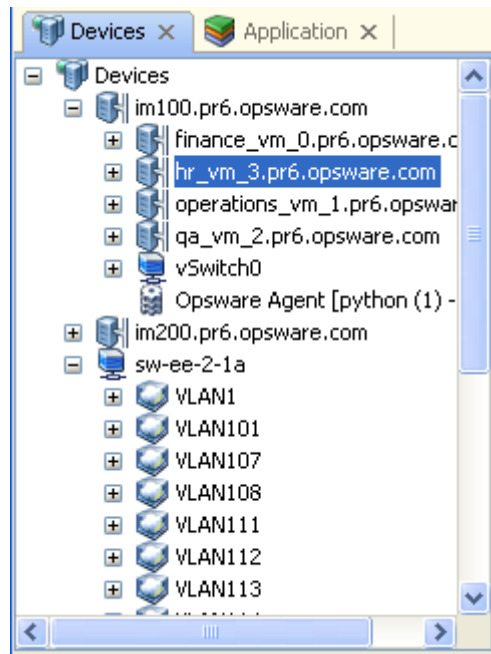 Devices Application
Devices
im100.pr6.opsware.com
finance_vm_0.pr6.opsware.c
hr_vm_3.pr6.opsware.com
operations_vm_1.pr6.opswar
qa_vm_2.pr6.opsware.com
vSwitch0
Opsware Agent [python (1) -
im200.pr6.opsware.com
sw-ee-2-1a
VLAN1
VLAN101
VLAN107
VLAN108
VLAN111
VLAN112
VLAN113